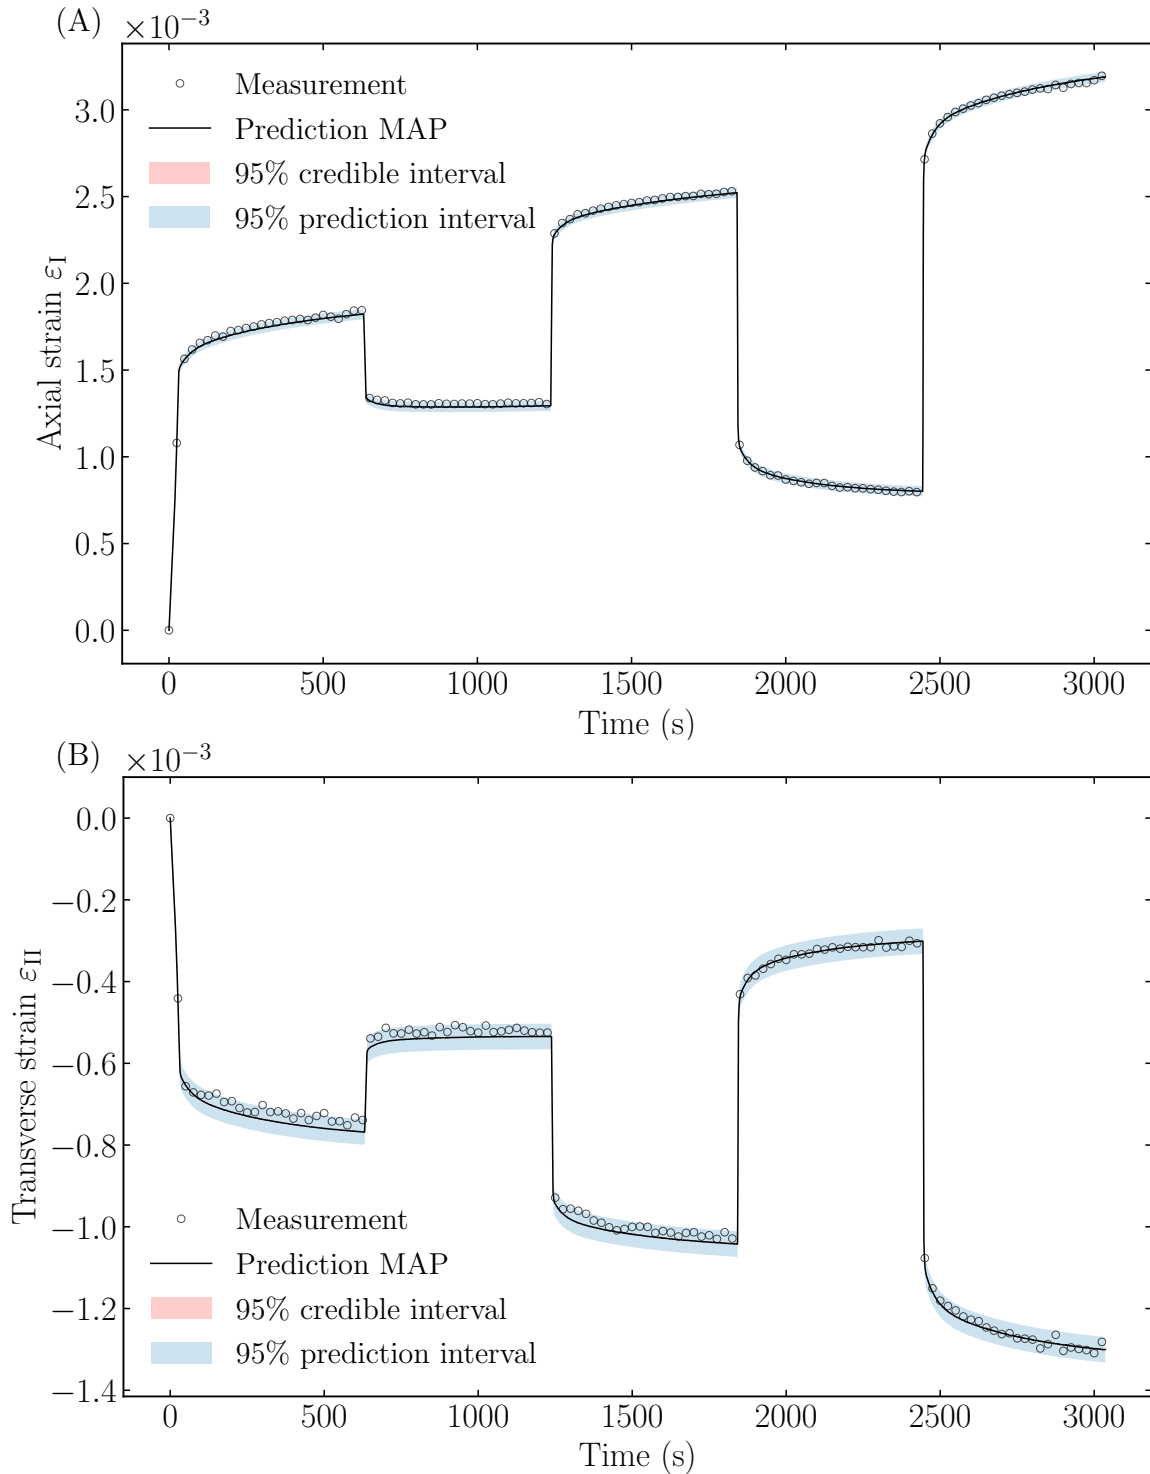 (A) ×10⁻³
Measurement
Prediction MAP
95% credible interval
95% prediction interval
3.0
2.5
2.0
1.5
1.0
0.5
0.0
Axial strain εI
0 500 1000 1500 2000 2500 3000
Time (s)
(B) ×10⁻³
0.0
−0.2
−0.4
−0.6
−0.8
−1.0
−1.2
−1.4
Transverse strain εII
Measurement
Prediction MAP
95% credible interval
95% prediction interval
0 500 1000 1500 2000 2500 3000
Time (s)